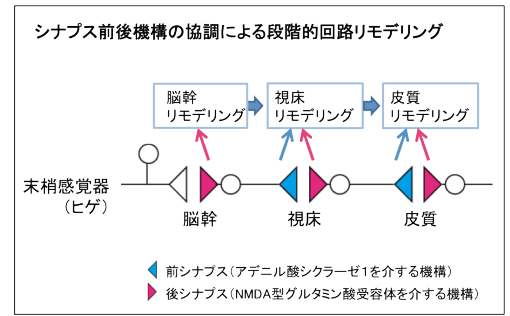 シナプス前後機構の協調による段階的回路リモデリング
脳幹
リモデリング
視床
リモデリング
皮質
リモデリング
末梢感覚器
(ヒゲ)
脳幹
視床
皮質
前シナプス(アデニル酸シクラーゼ1を介する機構)
後シナプス(NMDA型グルタミン酸受容体を介する機構)